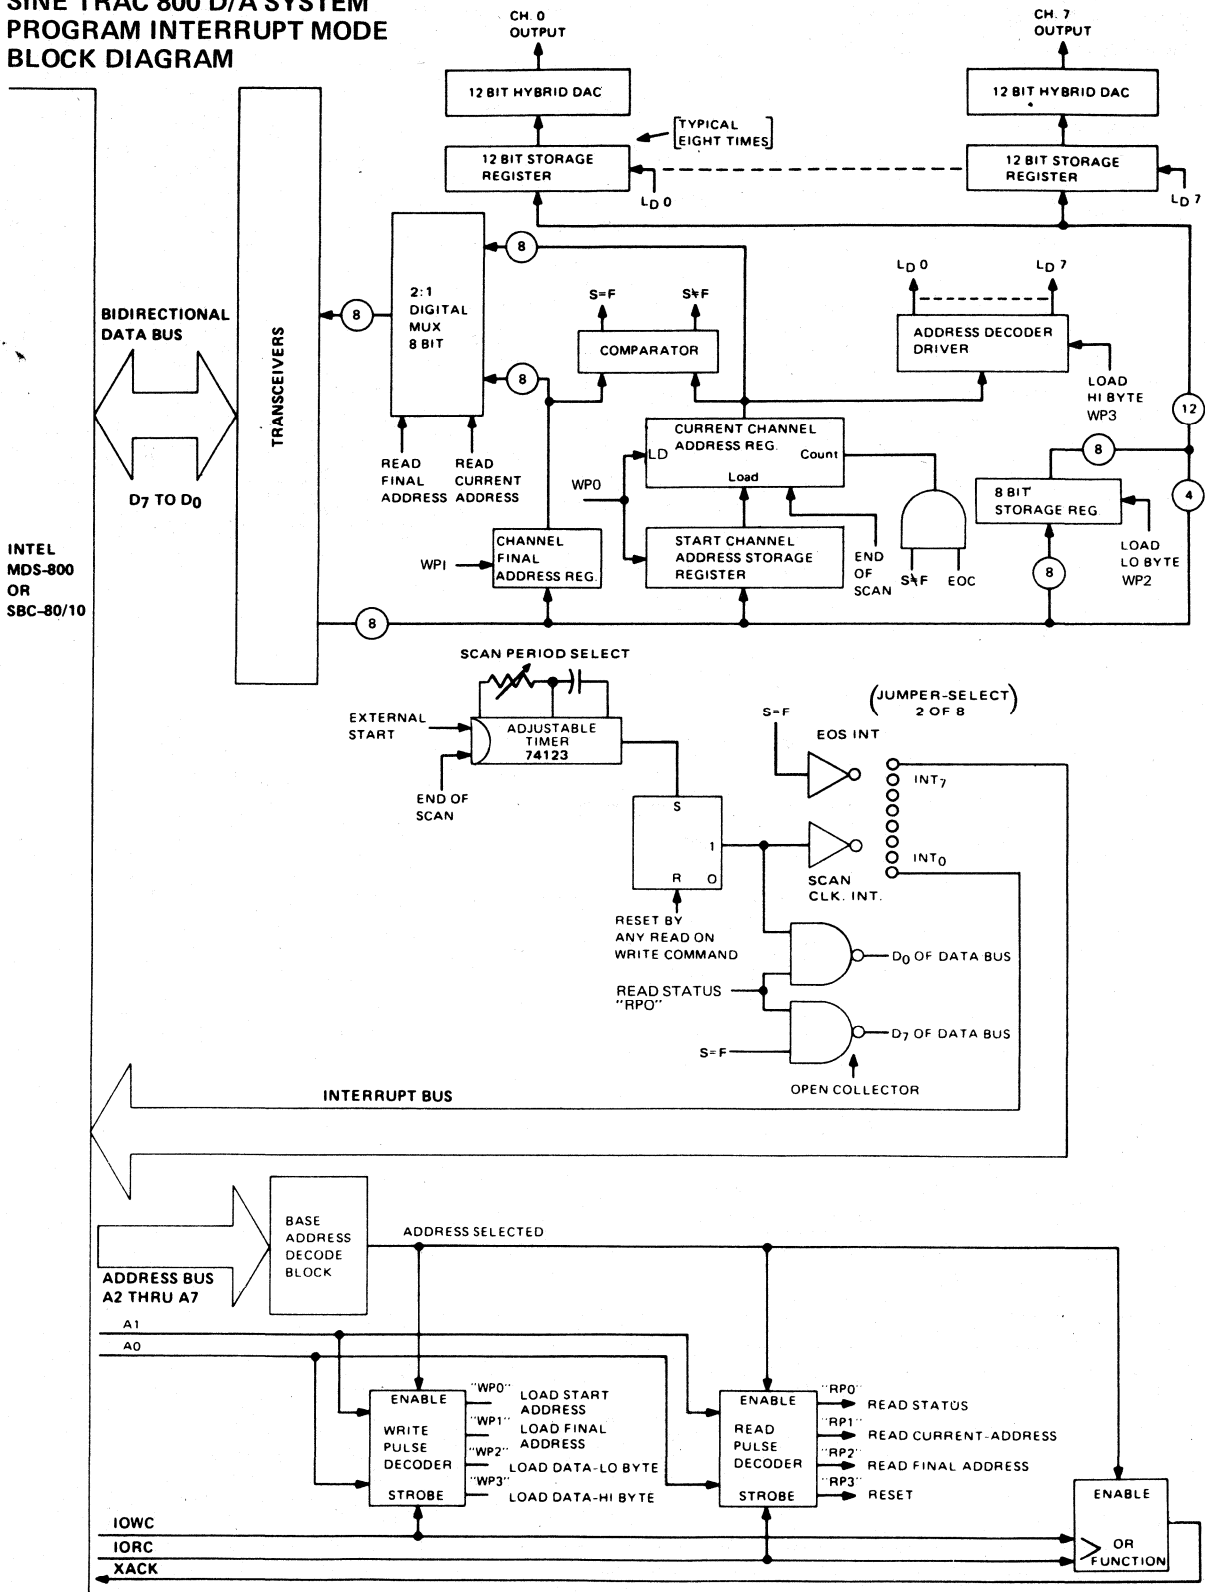 SINE TRAC 800 D/A SYSTEM
PROGRAM INTERRUPT MODE
BLOCK DIAGRAM
CH. 0
OUTPUT
CH. 7
OUTPUT
12 BIT HYBRID DAC
12 BIT HYBRID DAC
TYPICAL
EIGHT TIMES
12 BIT STORAGE
REGISTER
LD 0
12 BIT STORAGE
REGISTER
LD 7
8
2:1
DIGITAL
MUX
8 BIT
8
8
S=F
S≠F
COMPARATOR
LD 0
LD 7
ADDRESS DECODER
DRIVER
LOAD
HI BYTE
WP3
12
BIDIRECTIONAL
DATA BUS
D7 TO D0
TRANSCEIVERS
READ
FINAL
ADDRESS
READ
CURRENT
ADDRESS
CURRENT CHANNEL
ADDRESS REG.
LD
Count
Load
WP0
8
4
8 BIT
STORAGE REG.
LOAD
LO BYTE
WP2
8
CHANNEL
FINAL
ADDRESS REG.
WP1
START CHANNEL
ADDRESS STORAGE
REGISTER
END
OF
SCAN
S≠F
EOC
INTEL
MDS-800
OR
SBC-80/10
8
SCAN PERIOD SELECT
EXTERNAL
START
ADJUSTABLE
TIMER
74123
END OF
SCAN
S=F
(JUMPER-SELECT)
2 OF 8
EOS INT
INT7
INT0
S
1
R
O
SCAN
CLK. INT.
RESET BY
ANY READ ON
WRITE COMMAND
D0 OF DATA BUS
READ STATUS
"RPO"
D7 OF DATA BUS
S=F
OPEN COLLECTOR
INTERRUPT BUS
BASE
ADDRESS
DECODE
BLOCK
ADDRESS SELECTED
ADDRESS BUS
A2 THRU A7
A1
A0
ENABLE
WRITE
PULSE
DECODER
STROBE
"WP0"
LOAD START
ADDRESS
"WP1"
LOAD FINAL
ADDRESS
"WP2"
LOAD DATA-LO BYTE
"WP3"
LOAD DATA-HI BYTE
ENABLE
READ
PULSE
DECODER
STROBE
"RP0"
READ STATUS
"RP1"
READ CURRENT-ADDRESS
"RP2"
READ FINAL ADDRESS
"RP3"
RESET
ENABLE
OR
FUNCTION
IOWC
IORC
XACK